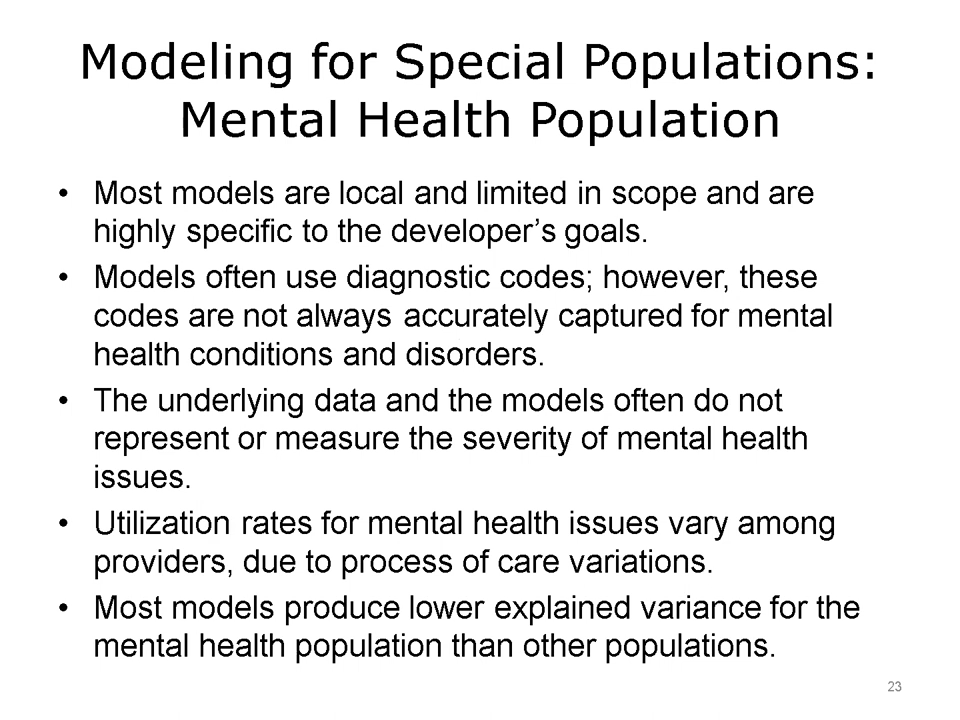 Modeling for Special Populations:
Mental Health Population
• Most models are local and limited in scope and are
highly specific to the developer’s goals.
• Models often use diagnostic codes; however, these
codes are not always accurately captured for mental
health conditions and disorders.
• The underlying data and the models often do not
represent or measure the severity of mental health
issues.
• Utilization rates for mental health issues vary among
providers, due to process of care variations.
• Most models produce lower explained variance for the
mental health population than other populations.
23